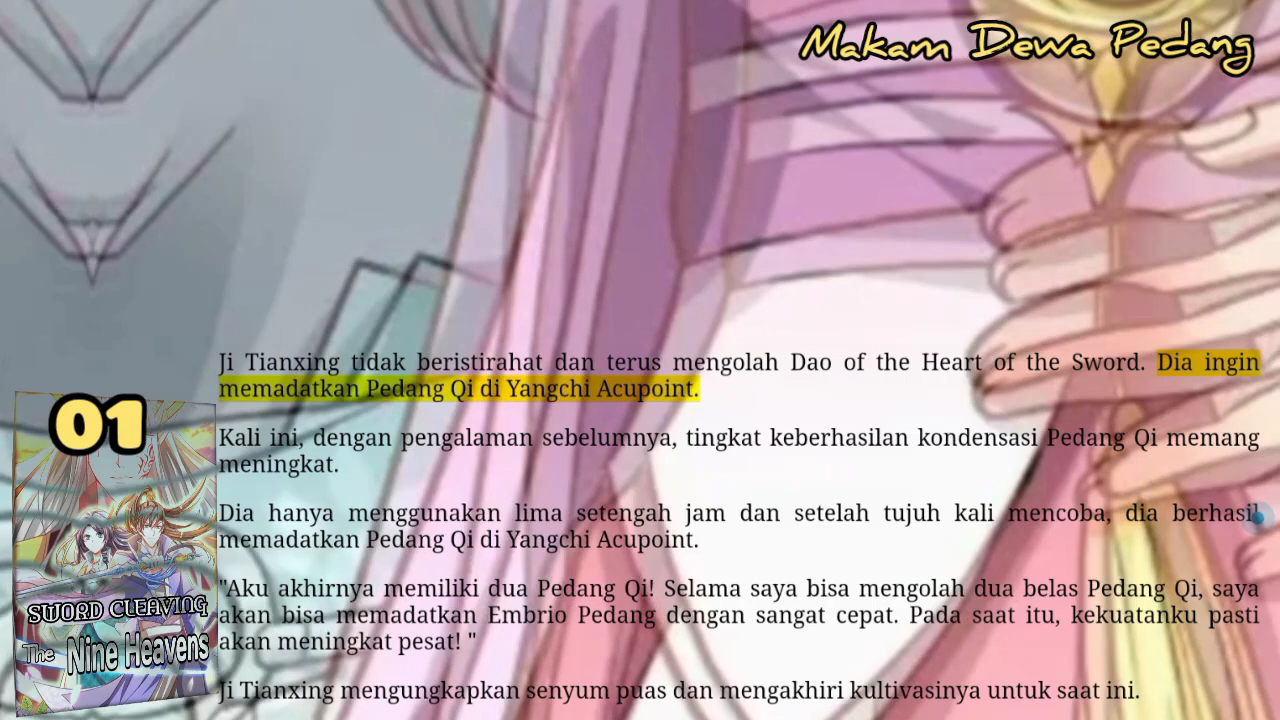 Makam Dewa Pedang
Ji Tianxing tidak beristirahat dan terus mengolah Dao of the Heart of the Sword. Dia ingin
memadatkan Pedang Qi di Yangchi Acupoint.
Kali ini, dengan pengalaman sebelumnya, tingkat keberhasilan kondensasi Pedang Qi memang
meningkat.
Dia hanya menggunakan lima setengah jam dan setelah tujuh kali mencoba, dia berhasil
memadatkan Pedang Qi di Yangchi Acupoint.
"Aku akhirnya memiliki dua Pedang Qi! Selama saya bisa mengolah dua belas Pedang Qi, saya
akan bisa memadatkan Embrio Pedang dengan sangat cepat. Pada saat itu, kekuatanku pasti
akan meningkat pesat! "
Ji Tianxing mengungkapkan senyum puas dan mengakhiri kultivasinya untuk saat ini.
01
SWORD CLEAVING
The Nine Heavens